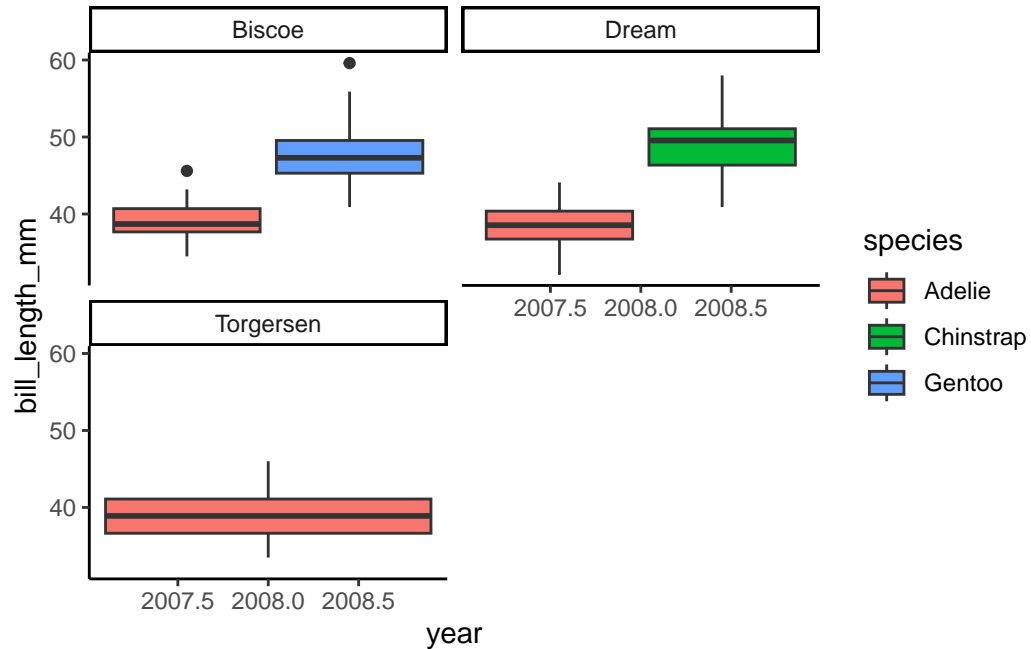 Biscoe
Dream
60
50
40
bill_length_mm
2007.5 2008.0 2008.5
Torgersen
60
50
40
2007.5 2008.0 2008.5
year
species
Adelie
Chinstrap
Gentoo